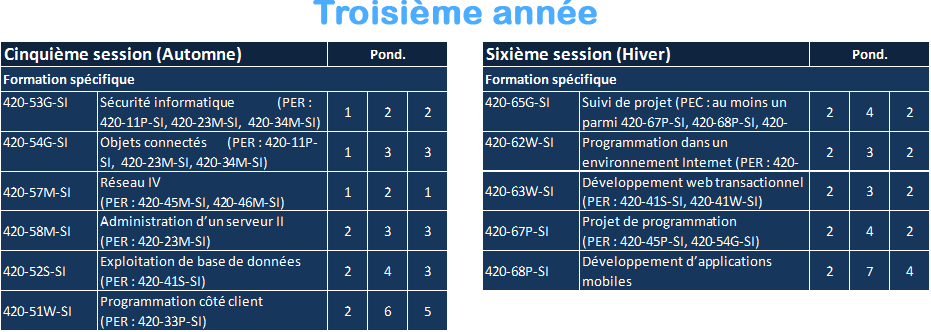 Troisième année
Cinquième session (Automne) Pond.
Formation spécifique
420-53G-SI Sécurité informatique (PER :
420-11P-SI, 420-23M-SI, 420-34M-SI) 1 2 2
420-54G-SI Objets connectés (PER : 420-11P-
SI, 420-23M-SI, 420-34M-SI) 1 3 3
420-57M-SI Réseau IV
(PER : 420-45M-SI, 420-46M-SI) 1 2 1
420-58M-SI Administration d'un serveur II
(PER : 420-23M-SI) 2 3 3
420-52S-SI Exploitation de base de données
(PER : 420-41S-SI) 2 4 3
420-51W-SI Programmation côté client
(PER : 420-33P-SI) 2 6 5
Sixième session (Hiver) Pond.
Formation spécifique
420-65G-SI Suivi de projet (PEC : au moins un
parmi 420-67P-SI, 420-68P-SI, 420- 2 4 2
420-62W-SI Programmation dans un
environnement Internet (PER : 420- 2 3 2
420-63W-SI Développement web transactionnel
(PER : 420-41S-SI, 420-41W-SI) 2 3 2
420-67P-SI Projet de programmation
(PER : 420-45P-SI, 420-54G-SI) 2 4 2
420-68P-SI Développement d'applications
mobiles 2 7 4